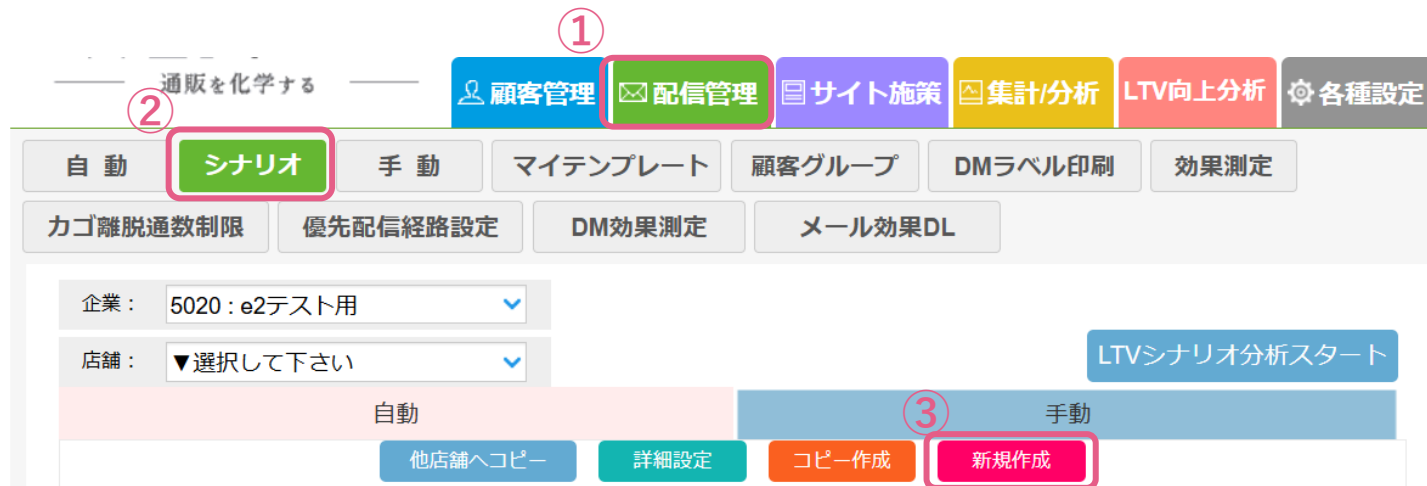 ①
通販を化学する
②
顧客管理 配信管理 サイト施策 集計/分析 LTV向上分析 各種設定
自 動 シナリオ 手 動 マイテンプレート 顧客グループ DMラベル印刷 効果測定
カゴ離脱通数制限 優先配信経路設定 DM効果測定 メール効果DL
企業： 5020 : e2テスト用
店舗： ▼選択して下さい
LTVシナリオ分析スタート
自動 手動
③
他店舗へコピー 詳細設定 コピー作成 新規作成